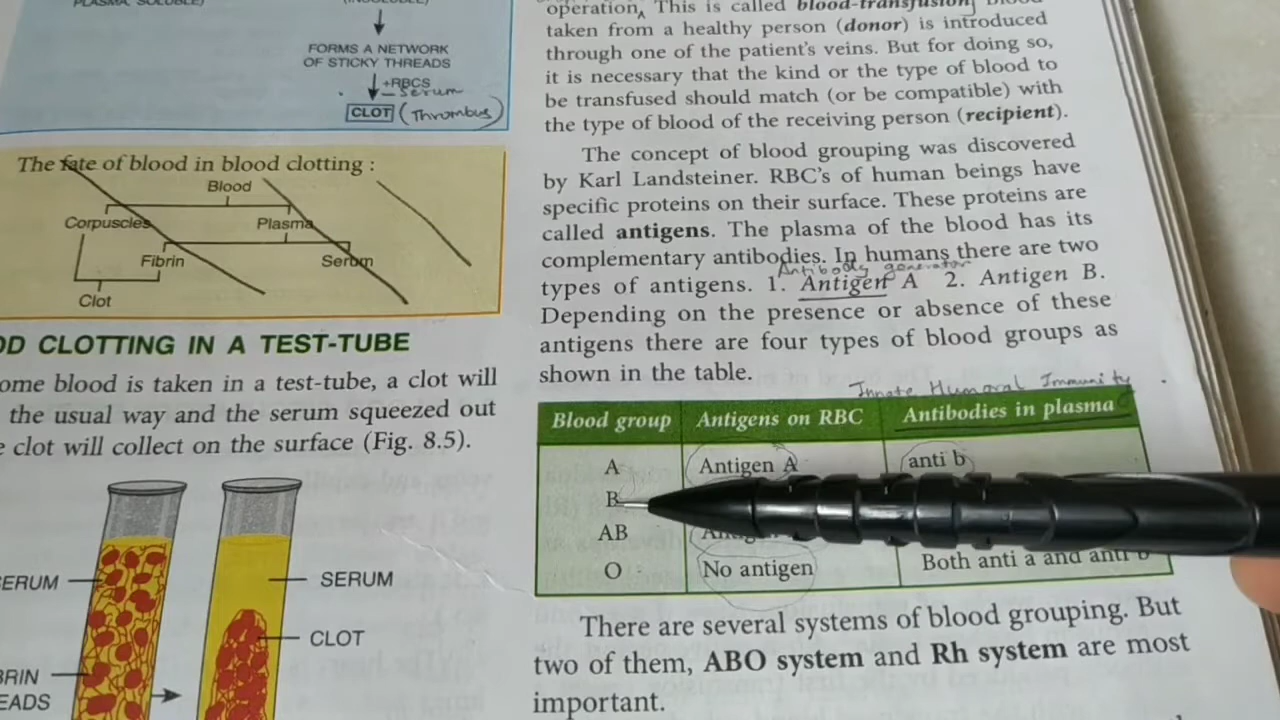 PLASMA, SOLUBLE)
(INSOLUBLE)
FORMS A NETWORK
OF STICKY THREADS
+RBCS
– Serum
CLOT (Thrombus)
The fate of blood in blood clotting :
Blood
Corpuscles
Plasma
Fibrin
Serum
Clot
OD CLOTTING IN A TEST-TUBE
ome blood is taken in a test-tube, a clot will
the usual way and the serum squeezed out
e clot will collect on the surface (Fig. 8.5).
SERUM
SERUM
CLOT
BRIN
EADS
operation. This is called blood-transfusion. Blood
taken from a healthy person (donor) is introduced
through one of the patient's veins. But for doing so,
it is necessary that the kind or the type of blood to
be transfused should match (or be compatible) with
the type of blood of the receiving person (recipient).
The concept of blood grouping was discovered
by Karl Landsteiner. RBC's of human beings have
specific proteins on their surface. These proteins are
called antigens. The plasma of the blood has its
complementary antibodies. In humans there are two
Antibody generator
types of antigens. 1. Antigen A 2. Antigen B.
Depending on the presence or absence of these
antigens there are four types of blood groups as
shown in the table.
Innate Humoral Immunity
Blood group Antigens on RBC Antibodies in plasma
A Antigen A anti b
B
AB
O No antigen Both anti a and anti b
There are several systems of blood grouping. But
two of them, ABO system and Rh system are most
important.